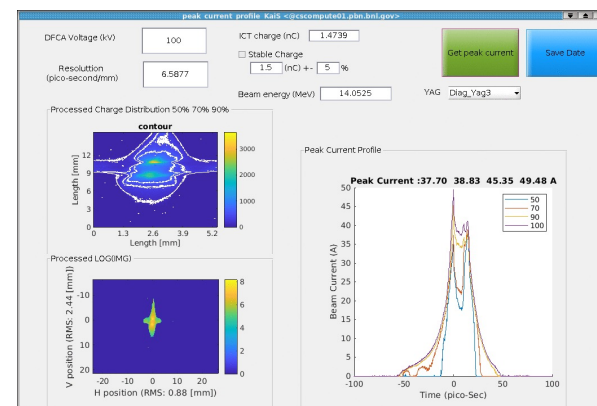 peak current profile KaiS <@cscompute01.pbn.bnl.gov>
DFCA Voltage (kV)
100
ICT charge (nC)
1.4739
Stable Charge
1.5 (nC) +- 5 %
Get peak current
Save Date
Resoluttion
(pico-second/mm)
6.5877
Beam energy (MeV)
14.0525
YAG Diag_Yag3
Processed Charge Distribution 50% 70% 90%
contour
Length [mm]
12
9
6
3
0
0 1.3 2.6 3.9 5.2
Length [mm]
3000
2000
1000
0
Processed LOG(IMG)
V position (RMS: 2.44 [mm])
-10
0
10
20
-20 -10 0 10 20
H position (RMS: 0.88 [mm])
8
6
4
2
0
Peak Current Profile
Peak Current :37.70 38.83 45.35 49.48 A
Beam Current (A)
50
45
40
35
30
25
20
15
10
5
0
-100 -50 0 50 100
Time (pico-Sec)
50
70
90
100